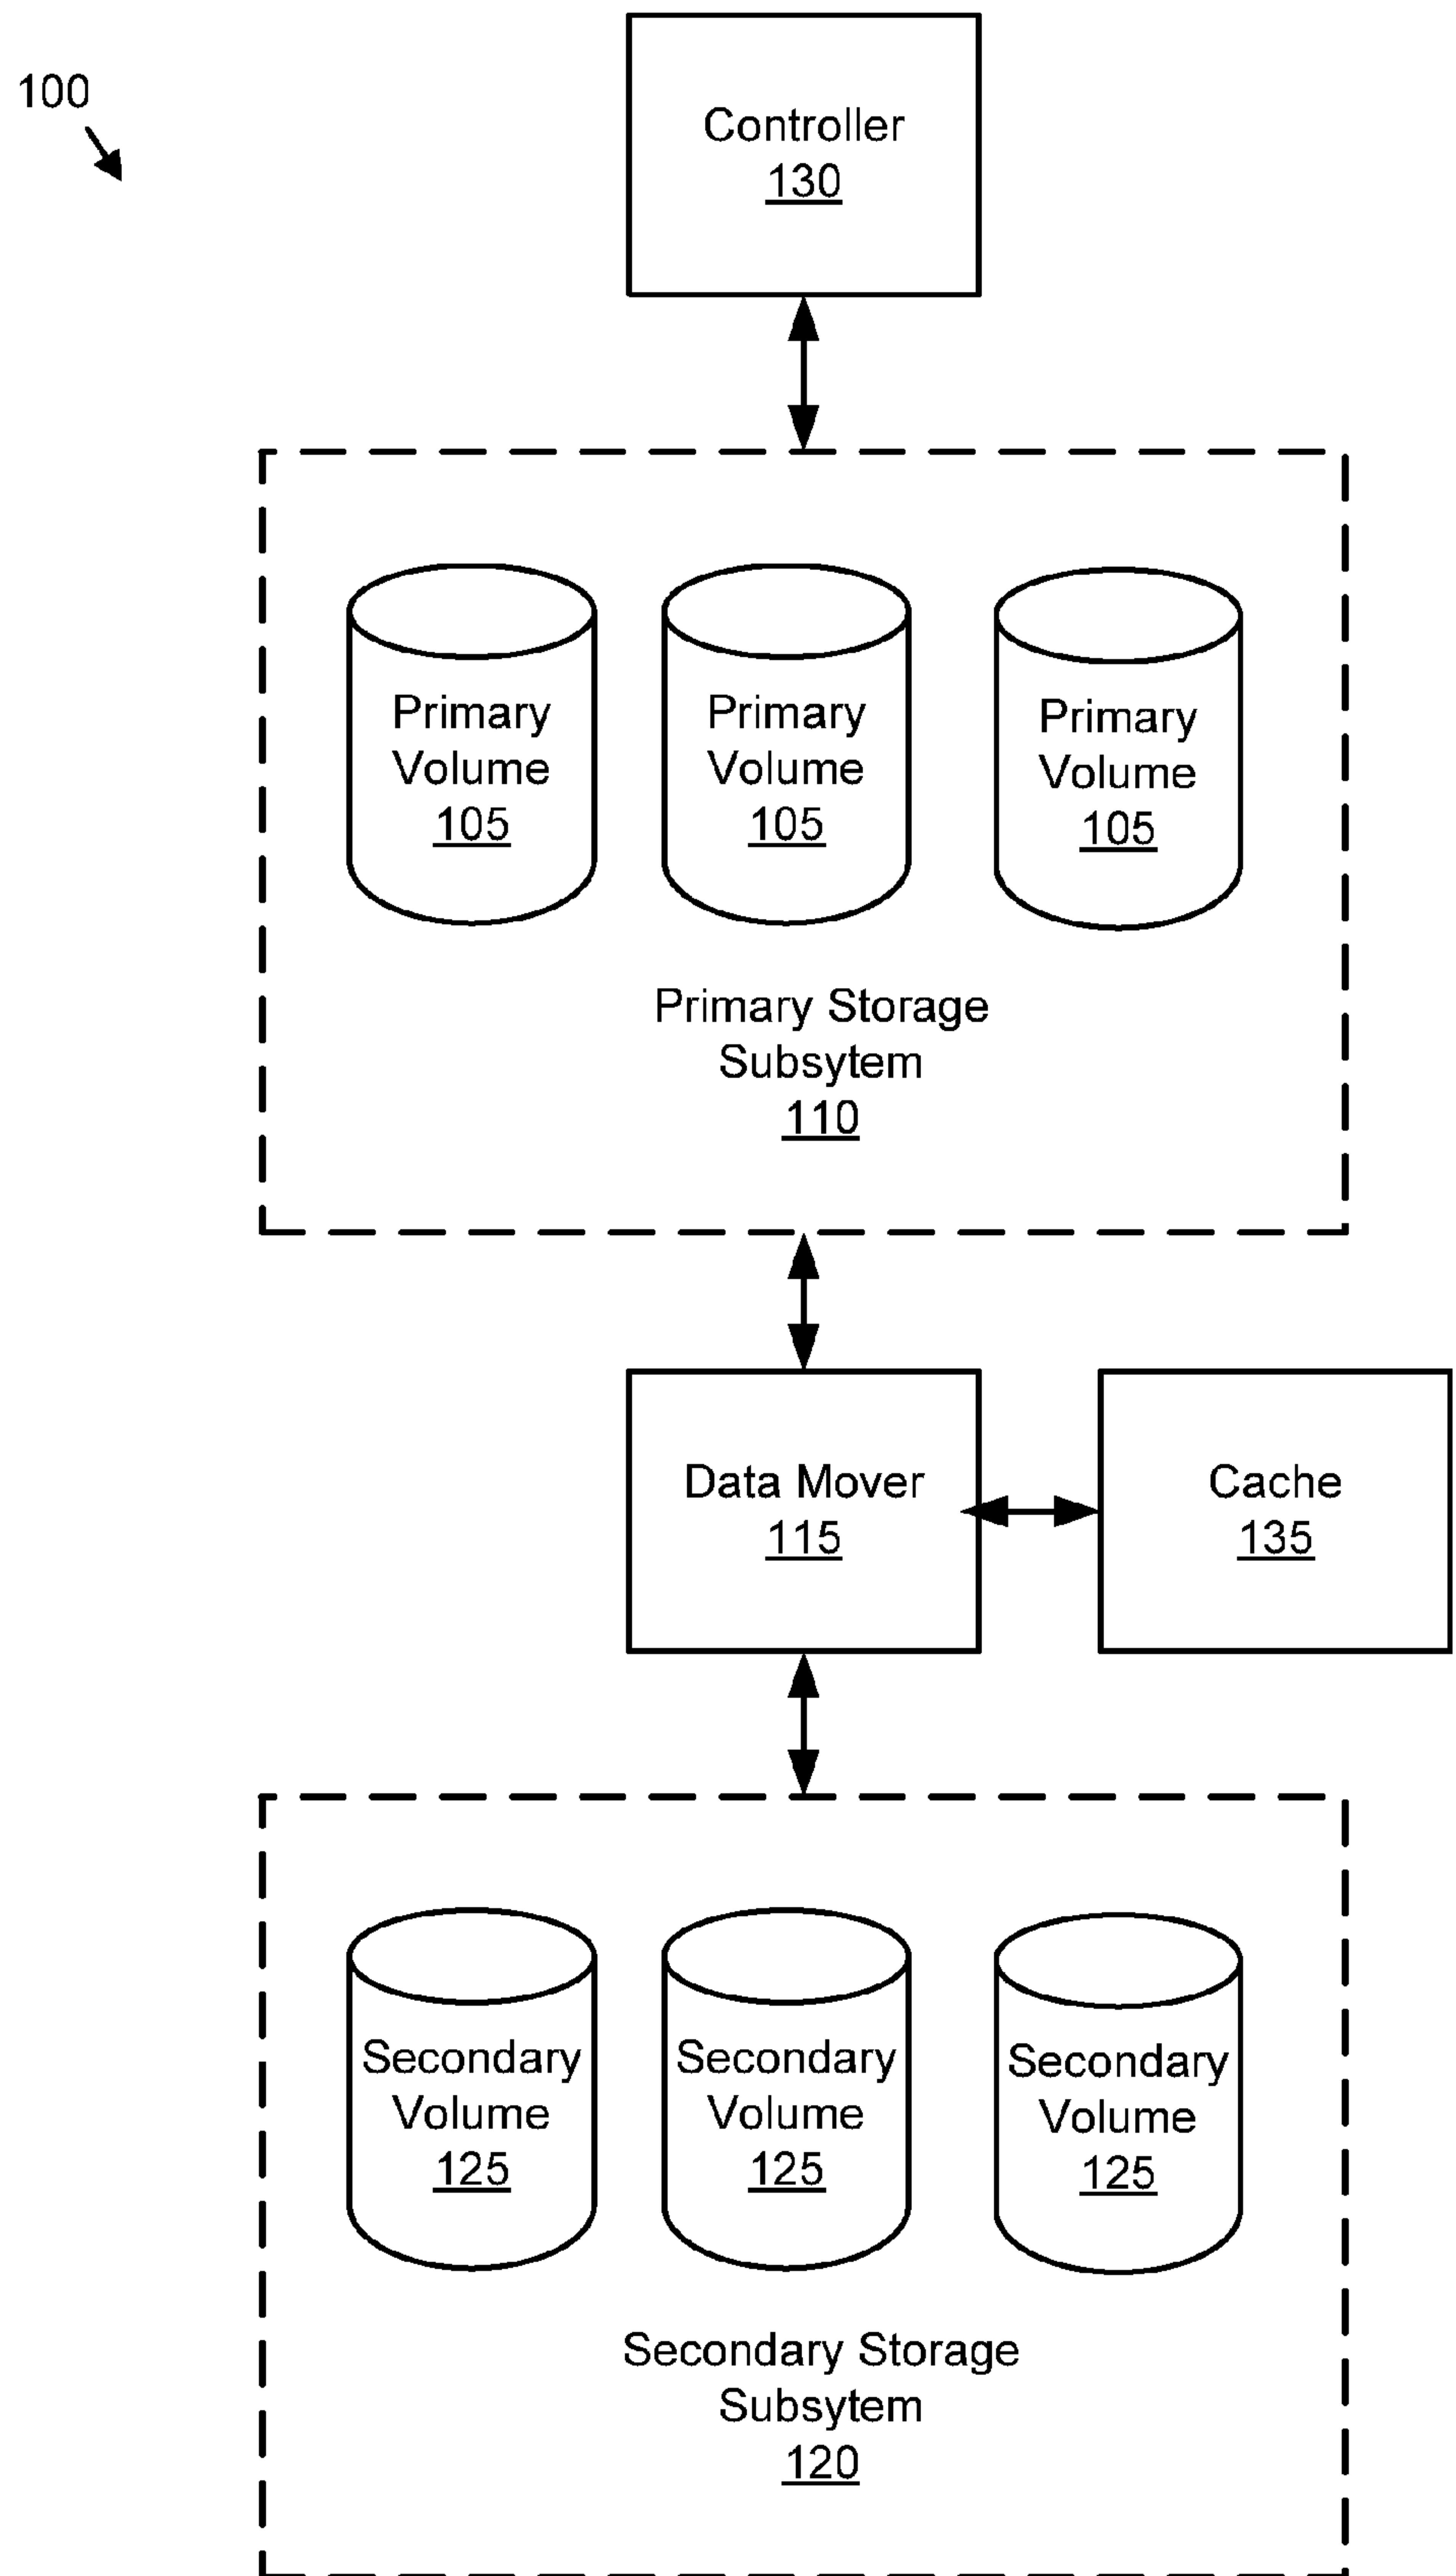 100
Controller
130
Primary
Volume
105
Primary
Volume
105
Primary
Volume
105
Primary Storage
Subsytem
110
Data Mover
115
Cache
135
Secondary
Volume
125
Secondary
Volume
125
Secondary
Volume
125
Secondary Storage
Subsytem
120